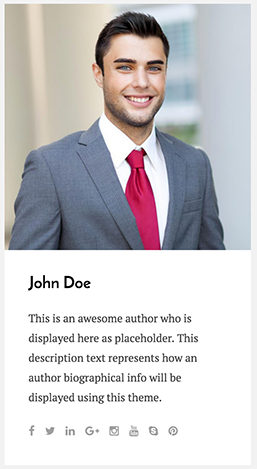 John Doe
This is an awesome author who is
displayed here as placeholder. This
description text represents how an
author biographical info will be
displayed using this theme.